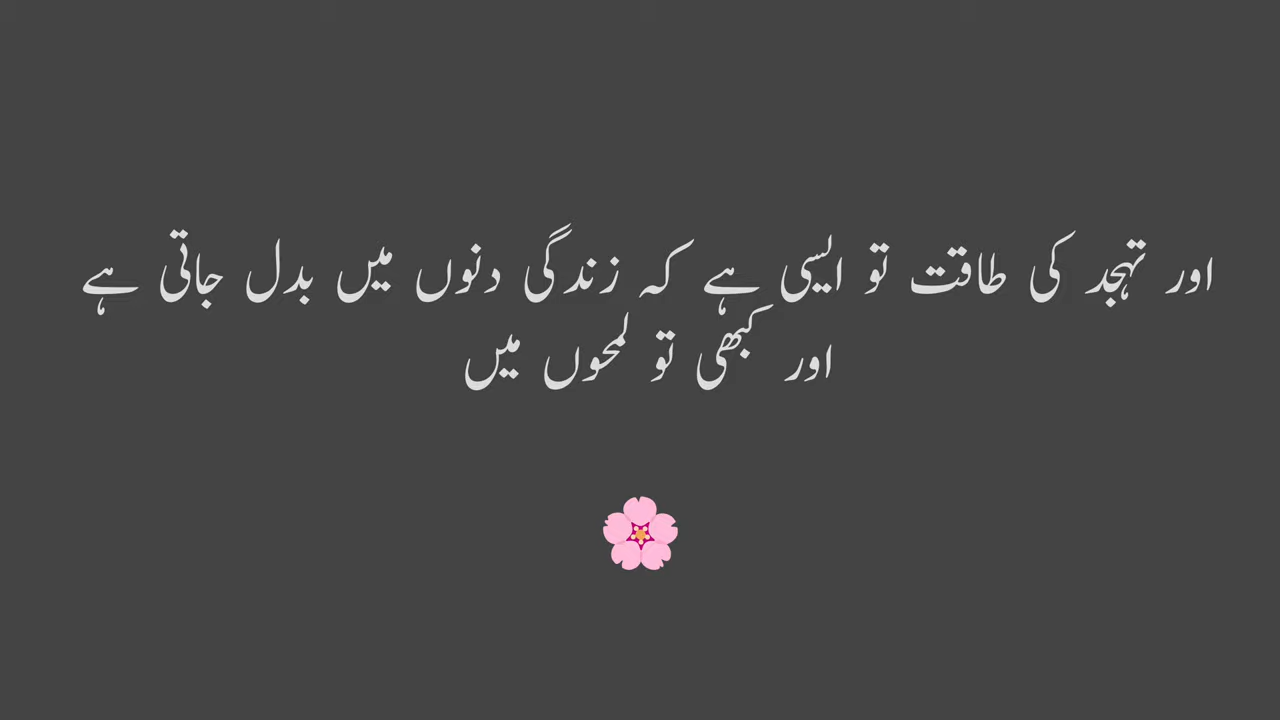 اور تہجد کی طاقت تو ایسی ہے کہ زندگی دنوں میں بدل جاتی ہے
اور کبھی تو لمحوں میں